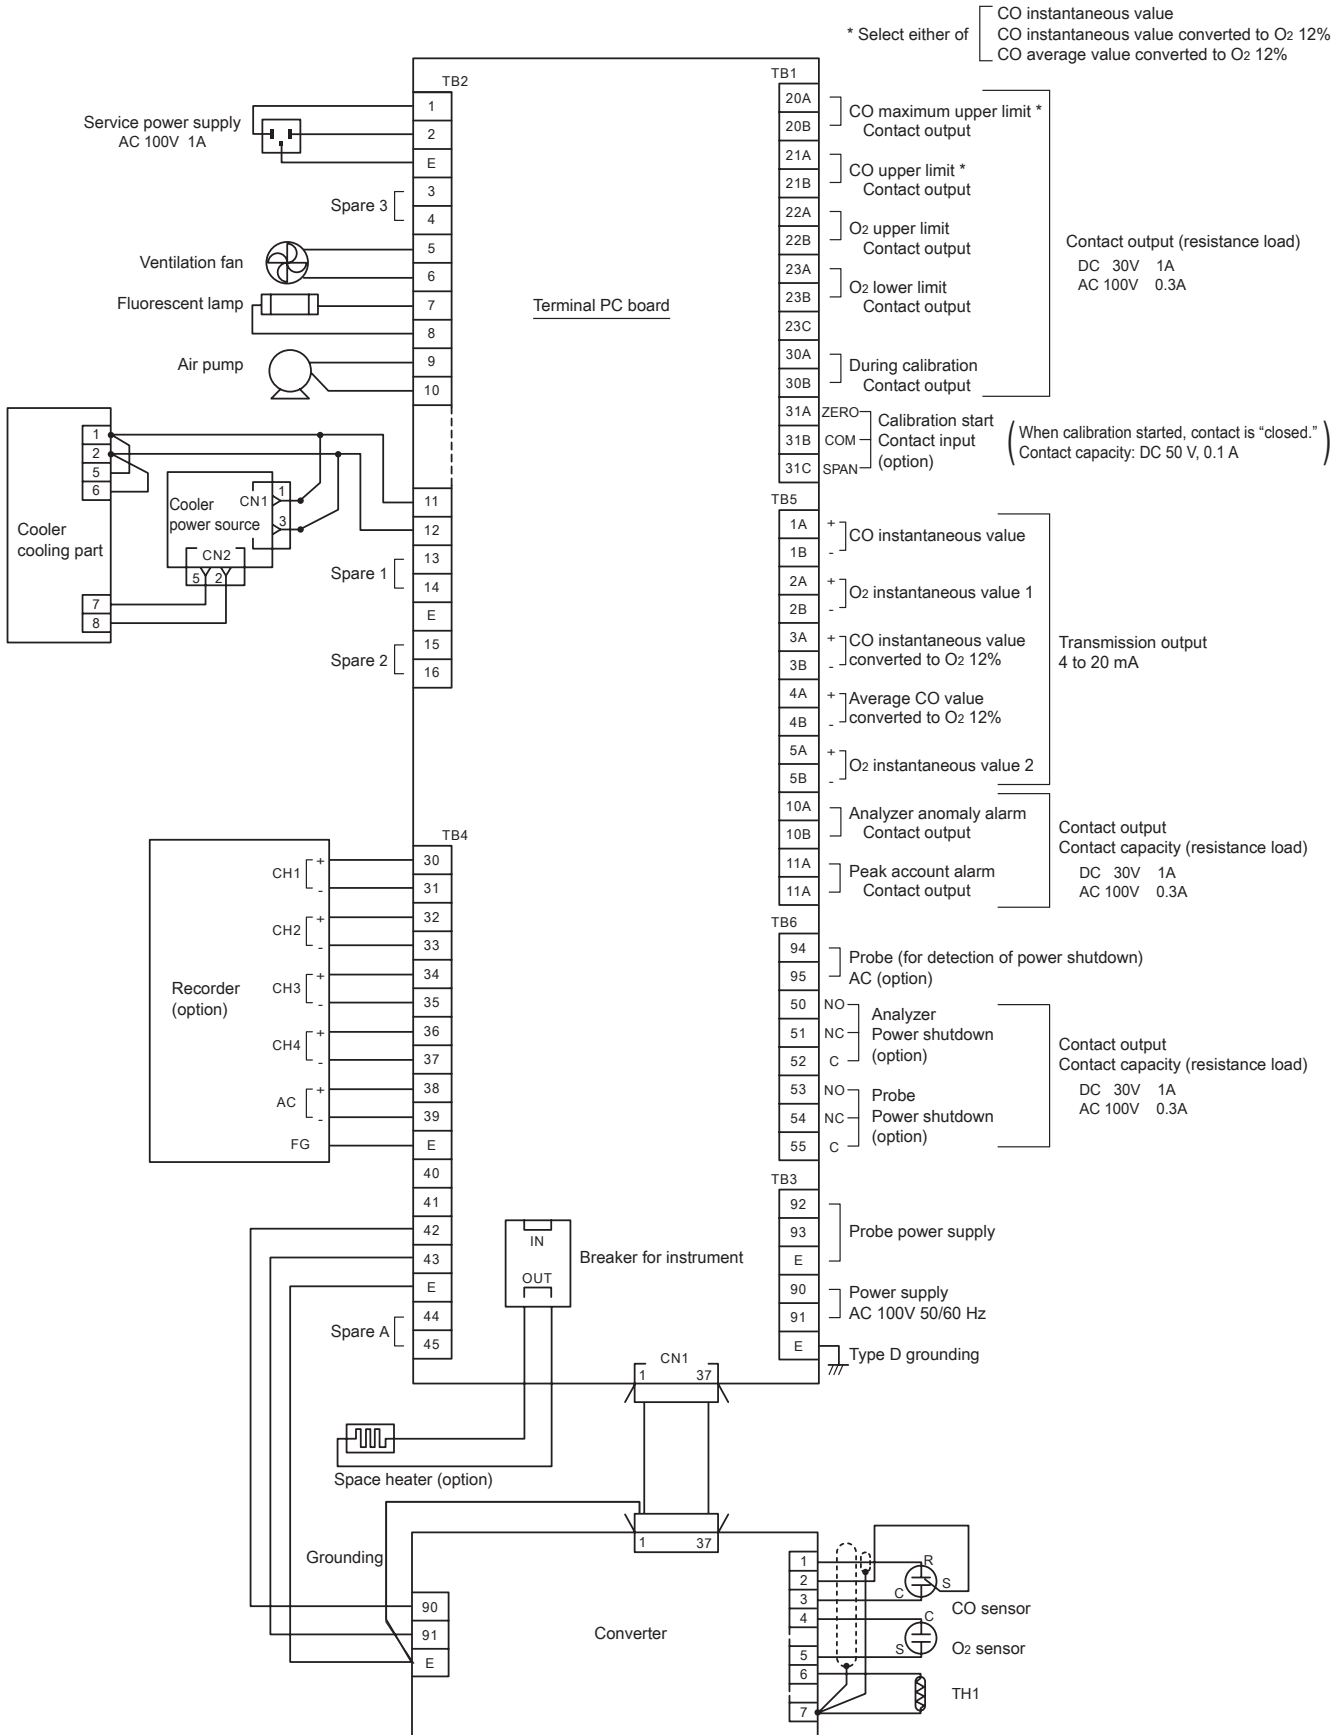 * Select either of
CO instantaneous value
CO instantaneous value converted to O2 12%
CO average value converted to O2 12%
TB2
1
2
E
3
4
5
6
7
8
9
10
11
12
13
14
E
15
16
Service power supply
AC 100V 1A
Spare 3
Ventilation fan
Fluorescent lamp
Air pump
1
2
5
6
Cooler
cooling part
7
8
Cooler
power source
CN1
1
3
CN2
5 2
Spare 1
Spare 2
Terminal PC board
TB1
20A
20B
CO maximum upper limit *
Contact output
21A
21B
CO upper limit *
Contact output
22A
22B
O2 upper limit
Contact output
23A
23B
23C
O2 lower limit
Contact output
30A
30B
During calibration
Contact output
Contact output (resistance load)
DC 30V 1A
AC 100V 0.3A
31A ZERO
31B COM
31C SPAN
Calibration start
Contact input
(option)
(When calibration started, contact is “closed.”
Contact capacity: DC 50 V, 0.1 A)
TB5
1A +
1B -
CO instantaneous value
2A +
2B -
O2 instantaneous value 1
3A +
3B -
CO instantaneous value
converted to O2 12%
4A +
4B -
Average CO value
converted to O2 12%
5A +
5B -
O2 instantaneous value 2
Transmission output
4 to 20 mA
10A
10B
Analyzer anomaly alarm
Contact output
11A
11A
Peak account alarm
Contact output
Contact output
Contact capacity (resistance load)
DC 30V 1A
AC 100V 0.3A
TB6
94
95
Probe (for detection of power shutdown)
AC (option)
50 NO
51 NC
52 C
Analyzer
Power shutdown
(option)
53 NO
54 NC
55 C
Probe
Power shutdown
(option)
Contact output
Contact capacity (resistance load)
DC 30V 1A
AC 100V 0.3A
TB3
92
93
E
Probe power supply
90
91
Power supply
AC 100V 50/60 Hz
E
Type D grounding
TB4
30
31
32
33
34
35
36
37
38
39
E
40
41
42
43
E
44
45
Recorder
(option)
CH1 +
-
CH2 +
-
CH3 +
-
CH4 +
-
AC +
-
FG
Spare A
IN
OUT
Breaker for instrument
CN1
1 37
Space heater (option)
1 37
Grounding
90
91
E
Converter
1
2
3
4
5
6
7
R
S
C
CO sensor
C
S
O2 sensor
TH1